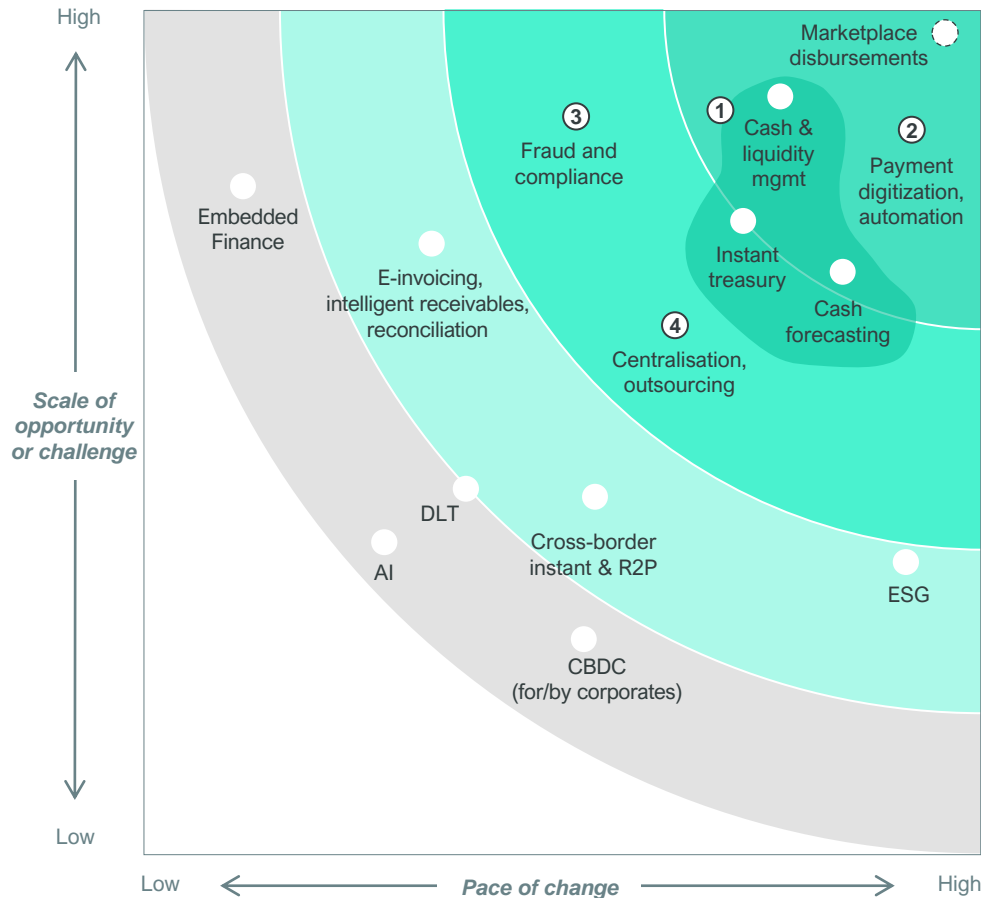 High
Marketplace
disbursements
1
Cash &
liquidity
mgmt
2
Payment
digitization,
automation
3
Fraud and
compliance
Embedded
Finance
E-invoicing,
intelligent receivables,
reconciliation
Instant
treasury
Cash
forecasting
4
Centralisation,
outsourcing
Scale of
opportunity
or challenge
DLT
AI
Cross-border
instant & R2P
ESG
CBDC
(for/by corporates)
Low
Low
Pace of change
High